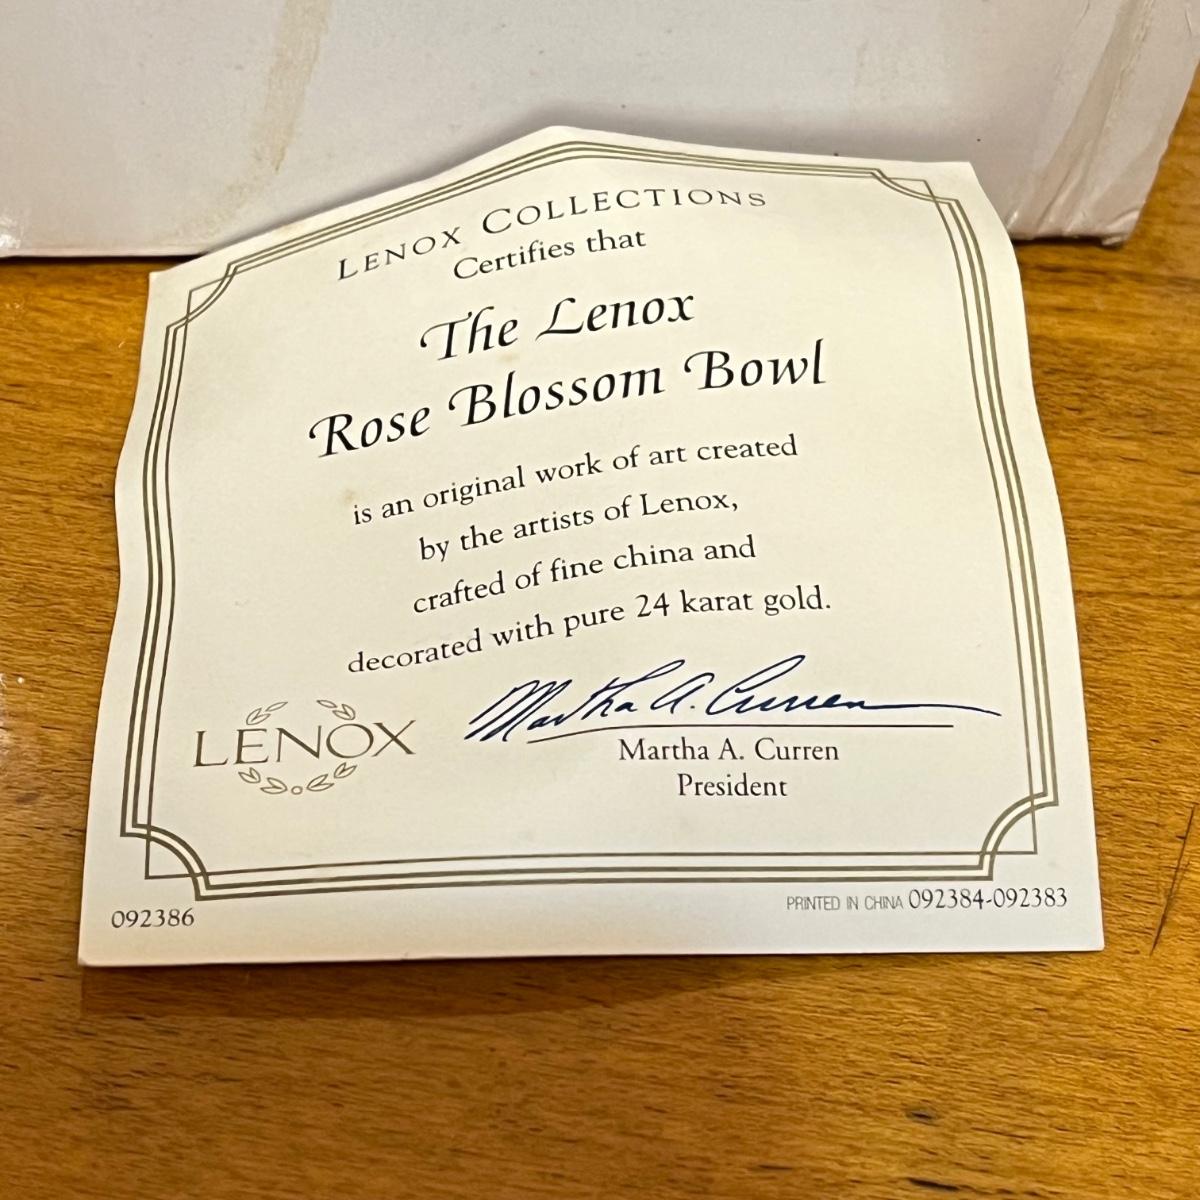 LENOX COLLECTIONS
Certifies that
The Lenox
Rose Blossom Bowl
is an original work of art created
by the artists of Lenox,
crafted of fine china and
decorated with pure 24 karat gold.
LENOX
Martha A. Curren
Martha A. Curren
President
092386
PRINTED IN CHINA 092384-092383